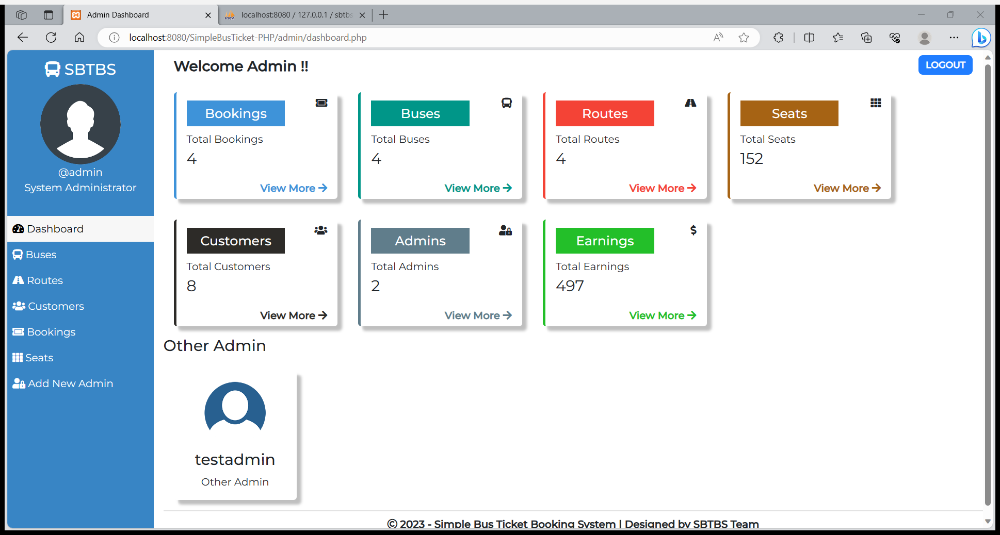 Admin Dashboard
localhost:8080 / 127.0.0.1 / sbtbs
localhost:8080/SimpleBusTicket-PHP/admin/dashboard.php
SBTBS
@admin
System Administrator
Dashboard
Buses
Routes
Customers
Bookings
Seats
Add New Admin
Welcome Admin !!
LOGOUT
Bookings
Total Bookings
4
View More
Buses
Total Buses
4
View More
Routes
Total Routes
4
View More
Seats
Total Seats
152
View More
Customers
Total Customers
8
View More
Admins
Total Admins
2
View More
Earnings
Total Earnings
497
View More
Other Admin
testadmin
Other Admin
© 2023 - Simple Bus Ticket Booking System | Designed by SBTBS Team